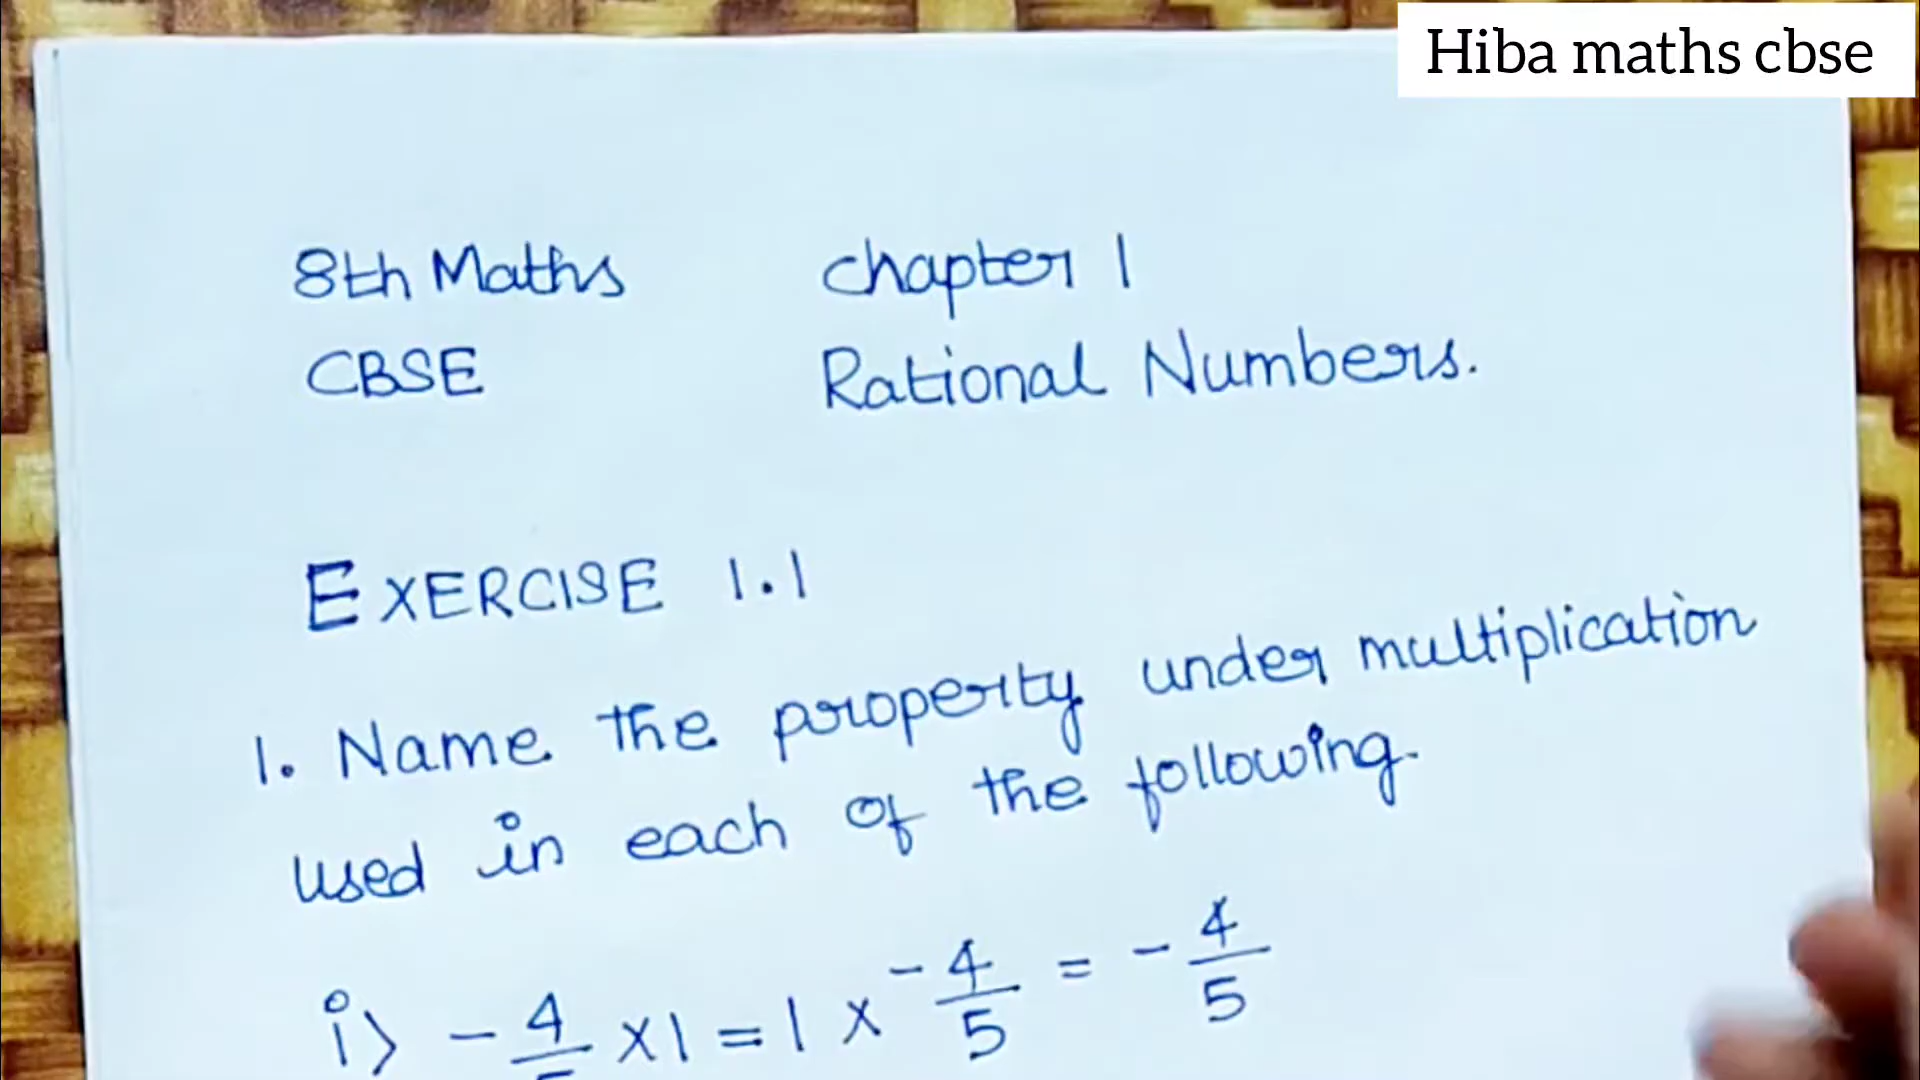 Hiba maths cbse
8th Maths chapter 1
CBSE Rational Numbers.
EXERCISE 1.1
1. Name the property under multiplication
used in each of the following.
i) -4/5 × 1 = 1 × -4/5 = -4/5